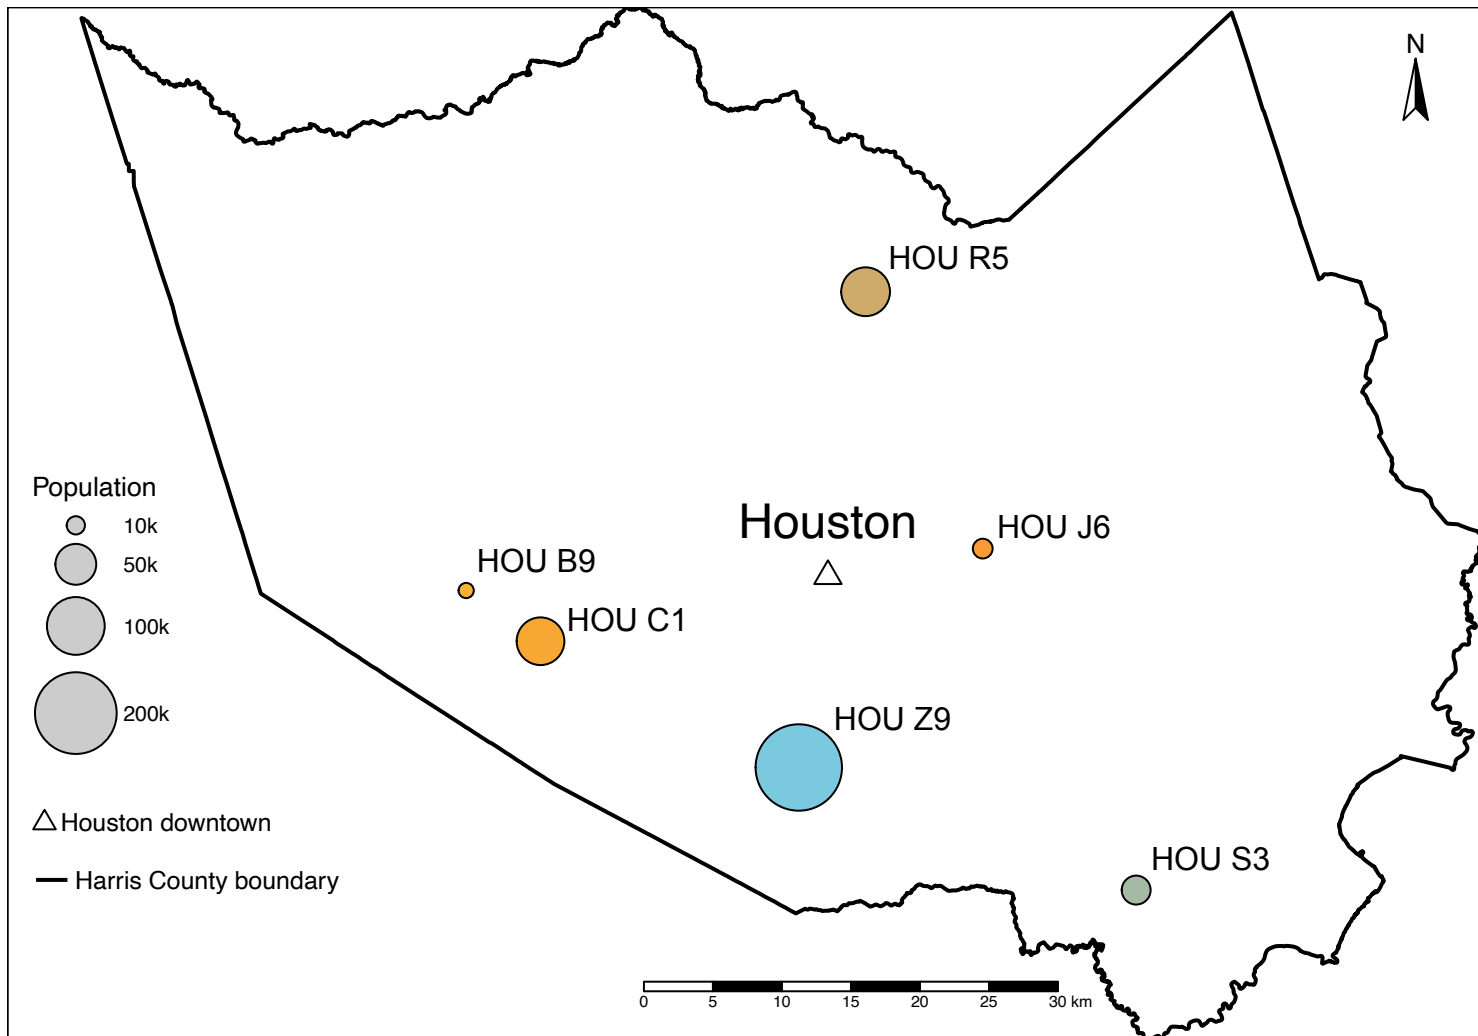 N
HOU R5
Houston
HOU J6
HOU B9
HOU C1
HOU Z9
HOU S3
Population
10k
50k
100k
200k
Houston downtown
Harris County boundary
0 5 10 15 20 25 30 km